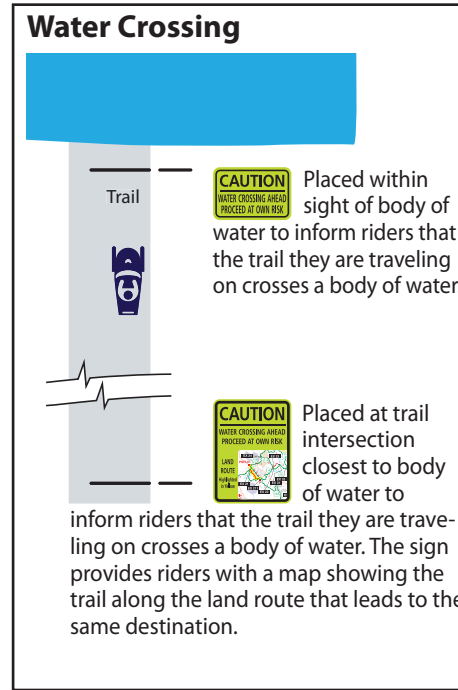 Water Crossing
Trail
CAUTION
WATER CROSSING AHEAD
PROCEED AT OWN RISK
Placed within
sight of body of
water to inform riders that
the trail they are traveling
on crosses a body of water
CAUTION
WATER CROSSING AHEAD
PROCEED AT OWN RISK
LAND
ROUTE
Highlighted
in Yellow
Placed at trail
intersection
closest to body
of water to
inform riders that the trail they are trave-
ling on crosses a body of water. The sign
provides riders with a map showing the
trail along the land route that leads to the
same destination.